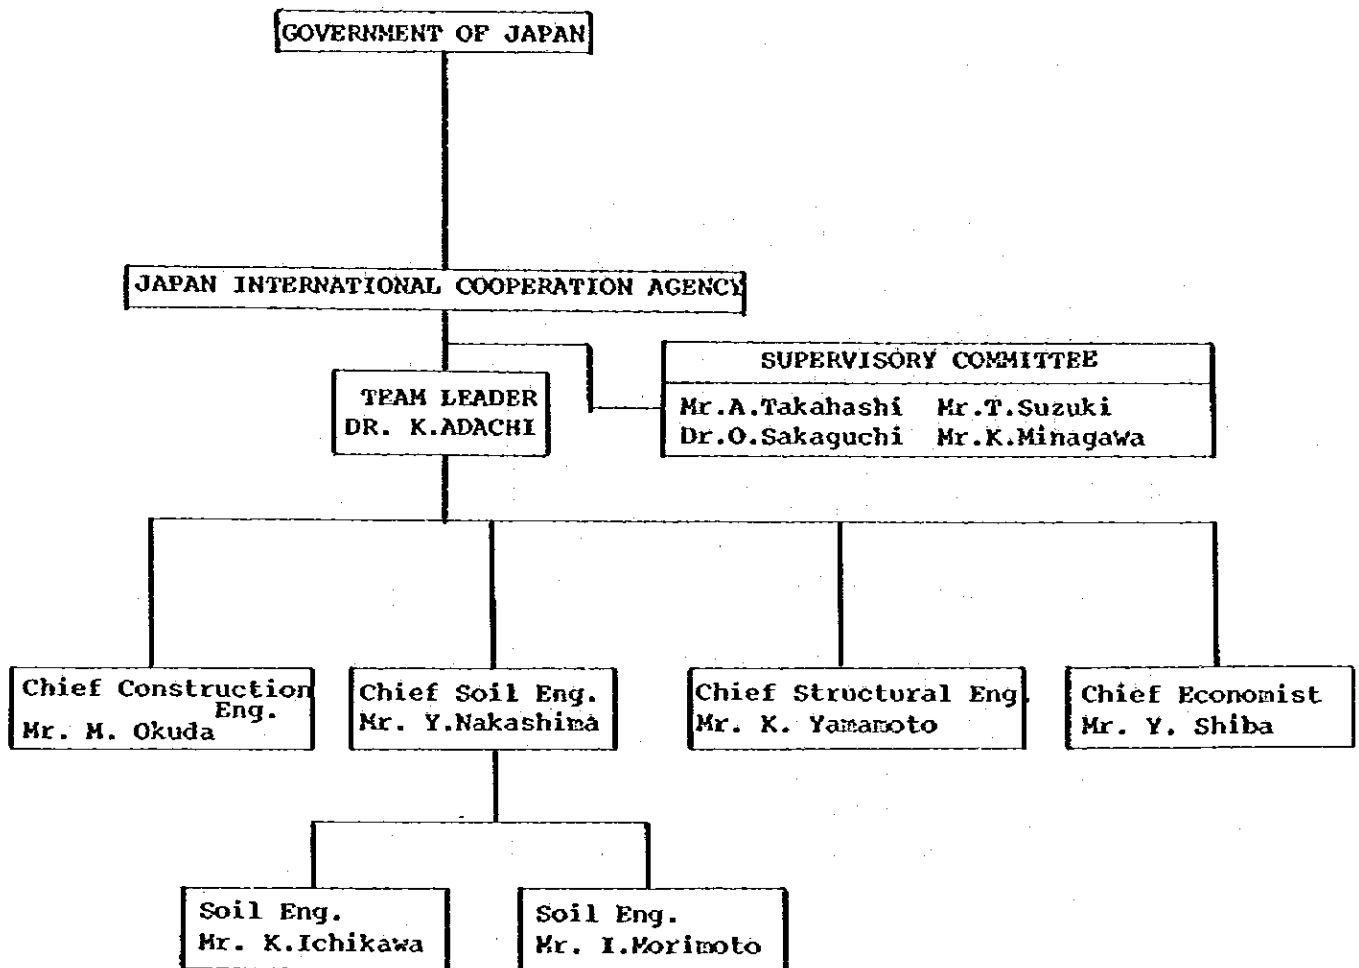 GOVERNMENT OF JAPAN
JAPAN INTERNATIONAL COOPERATION AGENCY
TEAM LEADER
DR. K.ADACHI
SUPERVISORY COMMITTEE
Mr.A.Takahashi Mr.T.Suzuki
Dr.O.Sakaguchi Mr.K.Minagawa
Chief Construction
Eng.
Mr. M. Okuda
Chief Soil Eng.
Mr. Y.Nakashima
Chief Structural Eng.
Mr. K. Yamamoto
Chief Economist
Mr. Y. Shiba
Soil Eng.
Mr. K.Ichikawa
Soil Eng.
Mr. I.Morimoto